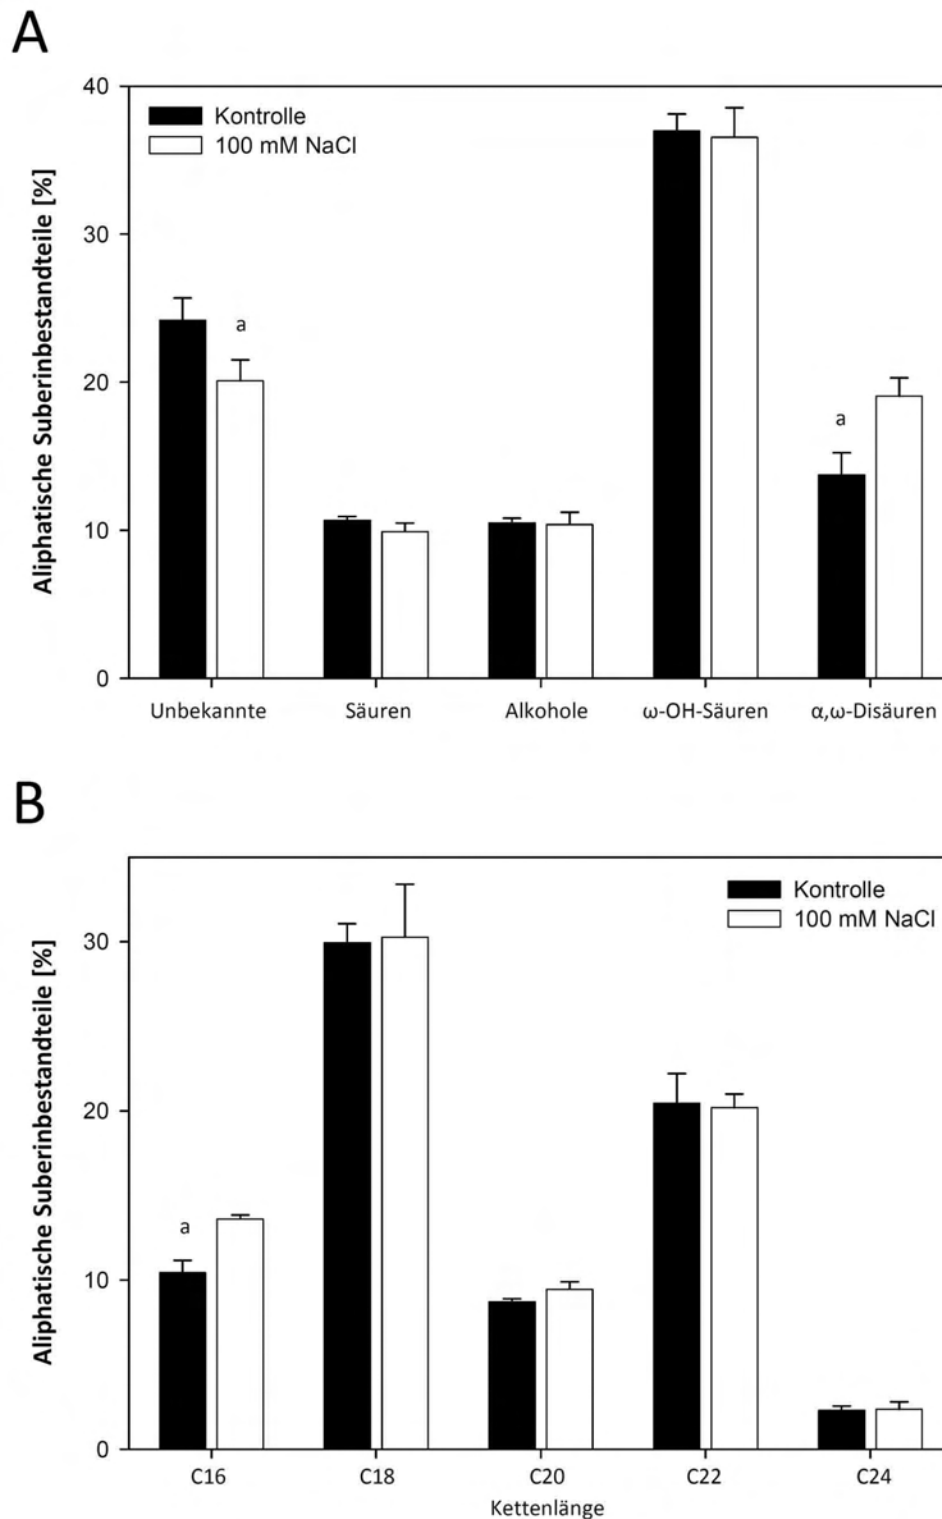 A
Aliphatische Suberinbestandteile [%]
40
30
20
10
0
Kontrolle
100 mM NaCl
a
a
Unbekannte Säuren Alkohole ω-OH-Säuren α,ω-Disäuren
B
Aliphatische Suberinbestandteile [%]
30
20
10
0
Kontrolle
100 mM NaCl
a
C16 C18 C20 C22 C24
Kettenlänge